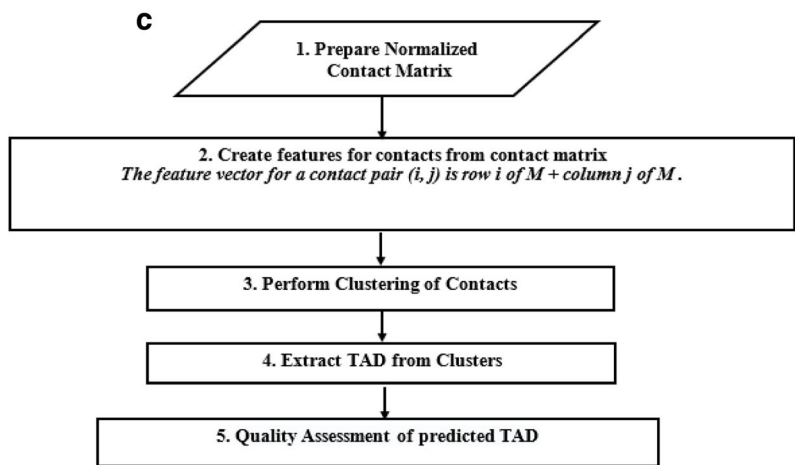 c
1. Prepare Normalized
Contact Matrix
2. Create features for contacts from contact matrix
The feature vector for a contact pair (i, j) is row i of M + column j of M .
3. Perform Clustering of Contacts
4. Extract TAD from Clusters
5. Quality Assessment of predicted TAD